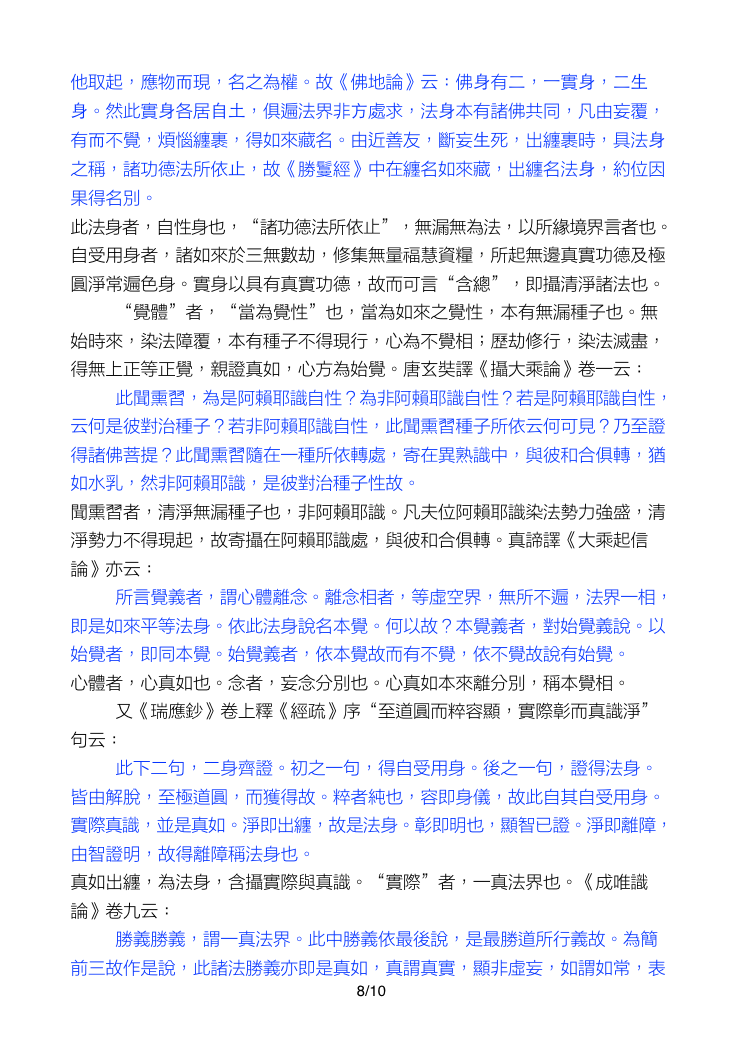 他取起，應物而現，名之為權。故《佛地論》云：佛身有二，一實身，二生
身。然此實身各居自土，俱遍法界非方處求，法身本有諸佛共同，凡由妄覆，
有而不覺，煩惱纏裹，得如來藏名。由近善友，斷妄生死，出纏裹時，具法身
之稱，諸功德法所依止，故《勝鬘經》中在纏名如來藏，出纏名法身，約位因
果得名別。
此法身者，自性身也，“諸功德法所依止”，無漏無為法，以所緣境界言者也。
自受用身者，諸如來於三無數劫，修集無量福慧資糧，所起無邊真實功德及極
圓淨常遍色身。實身以具有真實功德，故而可言“含總”，即攝清淨諸法也。
“覺體”者，“當為覺性”也，當為如來之覺性，本有無漏種子也。無
始時來，染法障覆，本有種子不得現行，心為不覺相；歷劫修行，染法滅盡，
得無上正等正覺，親證真如，心方為始覺。唐玄奘譯《攝大乘論》卷一云：
此聞熏習，為是阿賴耶識自性？為非阿賴耶識自性？若是阿賴耶識自性，
云何是彼對治種子？若非阿賴耶識自性，此聞熏習種子所依云何可見？乃至證
得諸佛菩提？此聞熏習隨在一種所依轉處，寄在異熟識中，與彼和合俱轉，猶
如水乳，然非阿賴耶識，是彼對治種子性故。
聞熏習者，清淨無漏種子也，非阿賴耶識。凡夫位阿賴耶識染法勢力強盛，清
淨勢力不得現起，故寄攝在阿賴耶識處，與彼和合俱轉。真諦譯《大乘起信
論》亦云：
所言覺義者，謂心體離念。離念相者，等虛空界，無所不遍，法界一相，
即是如來平等法身。依此法身說名本覺。何以故？本覺義者，對始覺義說。以
始覺者，即同本覺。始覺義者，依本覺故而有不覺，依不覺故說有始覺。
心體者，心真如也。念者，妄念分別也。心真如本來離分別，稱本覺相。
又《瑞應鈔》卷上釋《經疏》序“至道圓而粹容顯，實際彰而真識淨”
句云：
此下二句，二身齊證。初之一句，得自受用身。後之一句，證得法身。
皆由解脫，至極道圓，而獲得故。粹者純也，容即身儀，故此自其自受用身。
實際真識，並是真如。淨即出纏，故是法身。彰即明也，顯智已證。淨即離障，
由智證明，故得離障稱法身也。
真如出纏，為法身，含攝實際與真識。“實際”者，一真法界也。《成唯識
論》卷九云：
勝義勝義，謂一真法界。此中勝義依最後說，是最勝道所行義故。為簡
前三故作是說，此諸法勝義亦即是真如，真謂真實，顯非虛妄，如謂如常，表
8/10